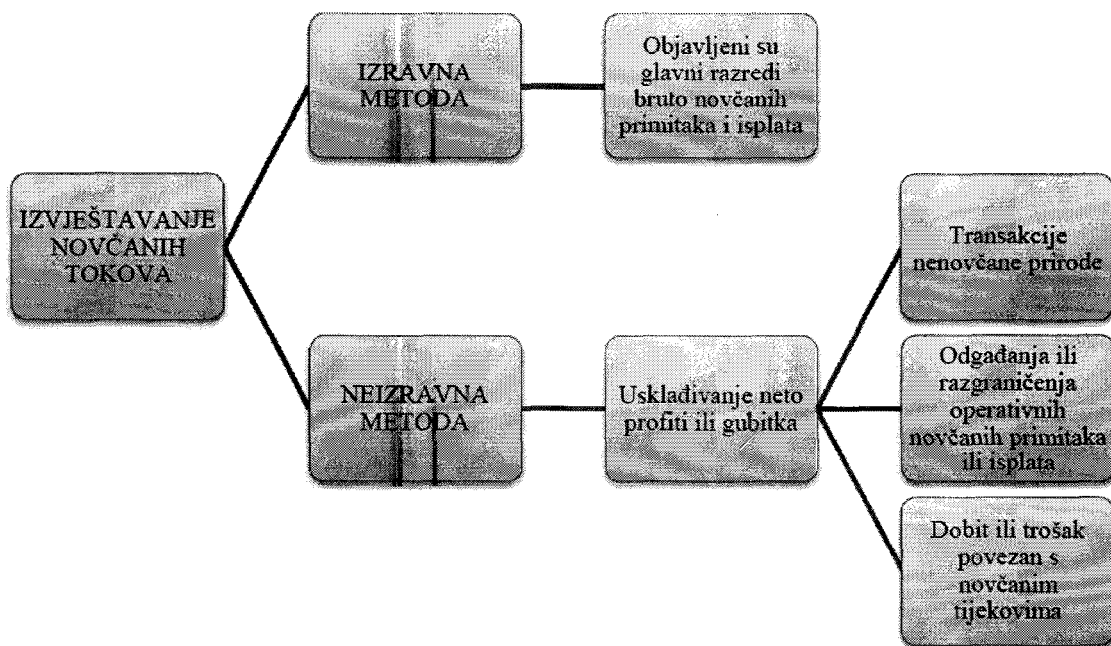 IZVJEŠTAVANJE
NOVČANIH
TOKOVA
IZRAVNA
METODA
Objavljeni su
glavni razredi
bruto novčanih
primitaka i isplata
NEIZRAVNA
METODA
Usklađivanje neto
profiti ili gubitka
Transakcije
nenovčane prirode
Odgađanja ili
razgraničenja
operativnih
novčanih primitaka
ili isplata
Dobit ili trošak
povezan s
novčanim
tijekovima